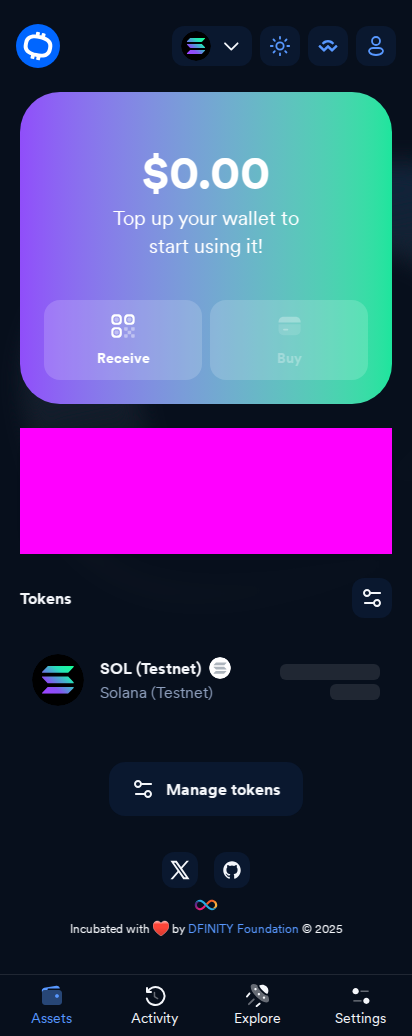 $0.00
Top up your wallet to
start using it!
Receive
Buy
Tokens
SOL (Testnet)
Solana (Testnet)
Manage tokens
Incubated with ❤️ by DFINITY Foundation © 2025
Assets
Activity
Explore
Settings